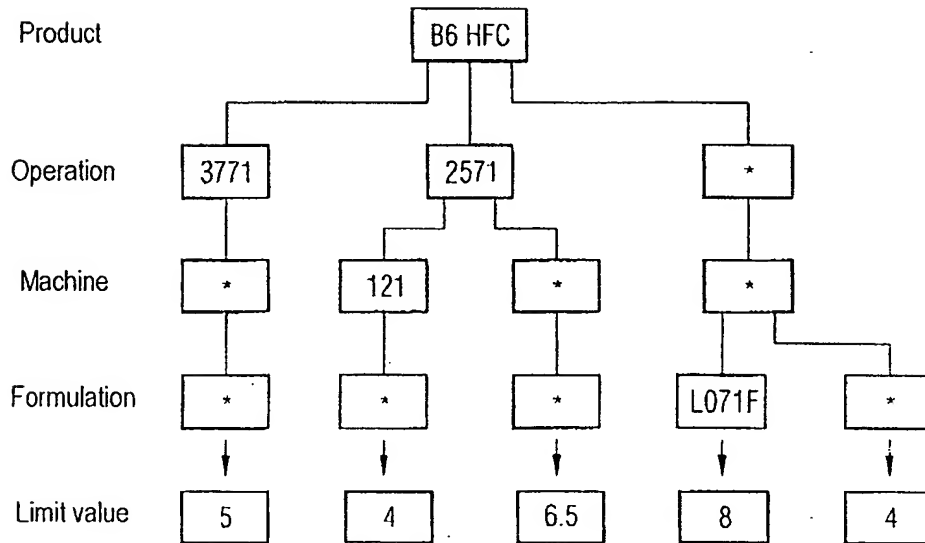 Product B6 HFC
Operation 3771 2571 *
Machine * 121 * *
Formulation * * * L071F *
Limit value 5 4 6.5 8 4